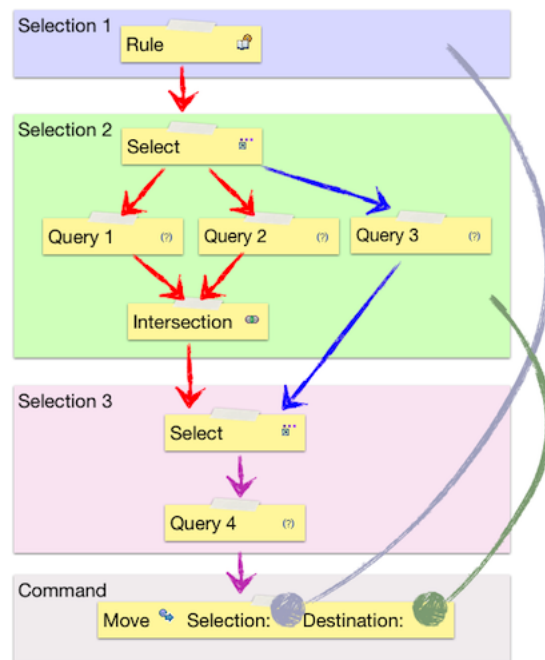 Selection 1
Rule
Selection 2
Select
Query 1 (?) Query 2 (?) Query 3 (?)
Intersection
Selection 3
Select
Query 4 (?)
Command
Move Selection: Destination: